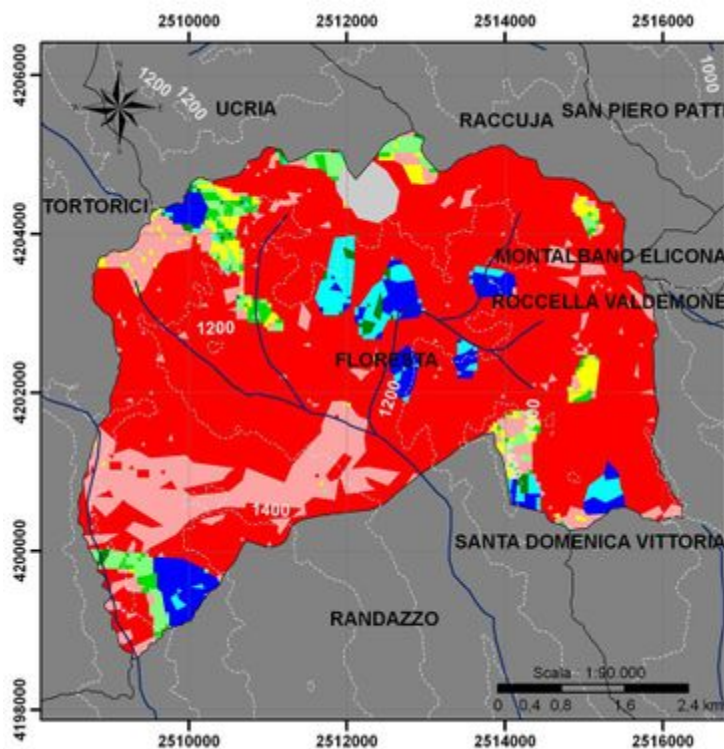 2510000 2512000 2514000 2516000
4206000
1200
1200
1000
UCRIA
RACCUJA
SAN PIERO PATTI
TORTORICI
4204000
MONTALBANO ELICONA
ROCCELLA VALDEMONE
1200
FLORESTA
1200
4202000
1400
4200000
SANTA DOMENICA VITTORIA
RANDAZZO
Scala 1:90.000
0 0.4 0.8 1.6 2.4 km
4198000
2510000 2512000 2514000 2516000